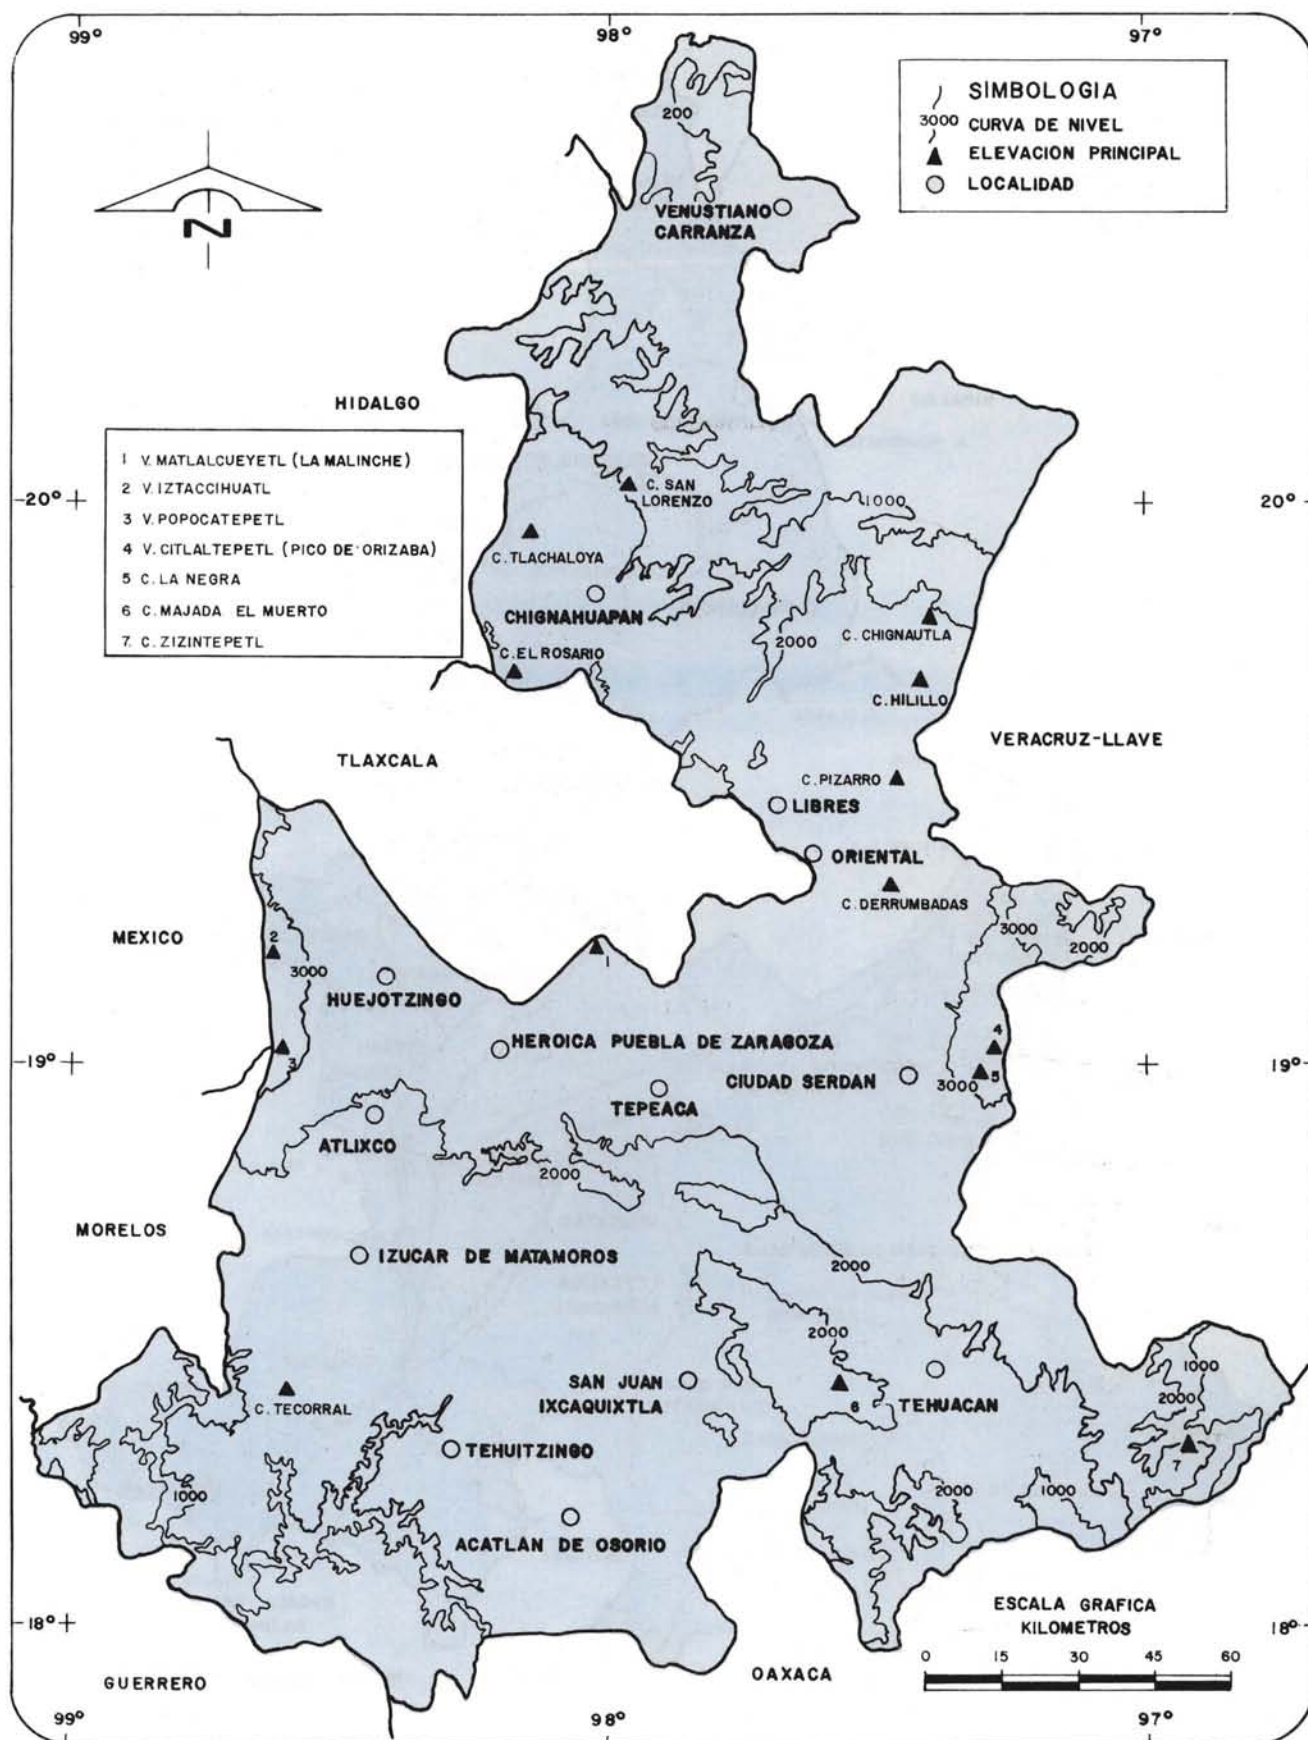 99°
98°
97°
SIMBOLOGIA
3000 CURVA DE NIVEL
ELEVACION PRINCIPAL
LOCALIDAD
N
200
VENUSTIANO
CARRANZA
HIDALGO
1 V. MATLALCUEYETL (LA MALINCHE)
2 V. IZTACCIHUATL
3 V. POPOCATEPETL
4 V. CITLALTEPETL (PICO DE ORIZABA)
5 C. LA NEGRA
6 C. MAJADA EL MUERTO
7. C. ZIZINTEPETL
20°
20°
C. SAN
LORENZO
1000
C. TLACHALOYA
CHIGNAHUAPAN
2000
C. CHIGNAUTLA
C. EL ROSARIO
C. HILILLO
VERACRUZ-LLAVE
TLAXCALA
C. PIZARRO
LIBRES
ORIENTAL
C. DERRUMBADAS
MEXICO
2
3000
1
3000
2000
HUEJOTZINGO
HEROICA PUEBLA DE ZARAGOZA
4
19°
3
CIUDAD SERDAN
3000
5
19°
TEPEACA
ATLIXCO
2000
MORELOS
IZUCAR DE MATAMOROS
2000
2000
1000
2000
C. TECORRAL
SAN JUAN
IXCAQUIXTLA
6
TEHUACAN
TEHUITZINGO
7
1000
2000
1000
ACATLAN DE OSORIO
ESCALA GRAFICA
KILOMETROS
18°
18°
0 15 30 45 60
GUERRERO
OAXACA
99°
98°
97°